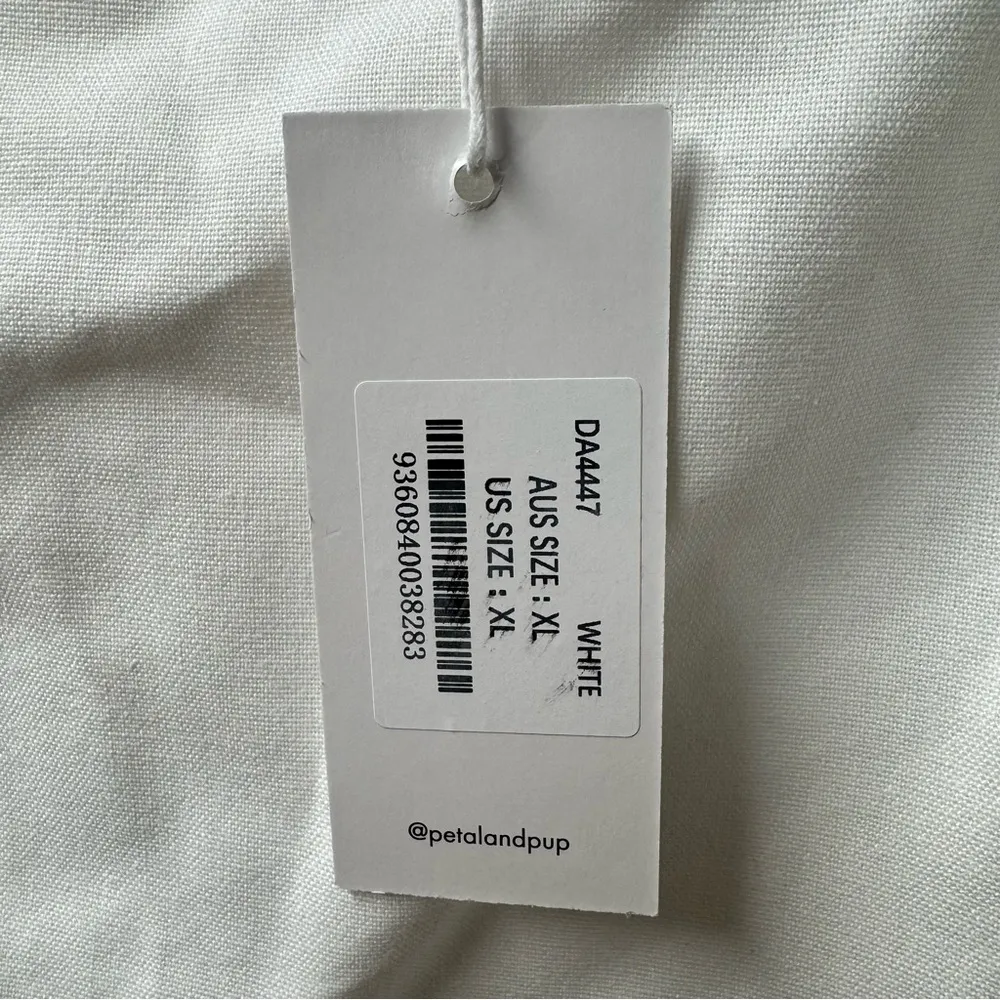 DA4447 WHITE
AUS SIZE : XL
US SIZE : XL
9360840038283
@petalandpup